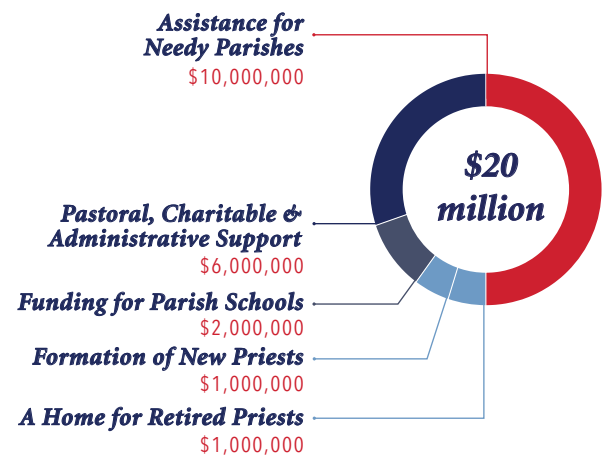 Assistance for
Needy Parishes
$10,000,000
$20
million
Pastoral, Charitable &
Administrative Support
$6,000,000
Funding for Parish Schools
$2,000,000
Formation of New Priests
$1,000,000
A Home for Retired Priests
$1,000,000